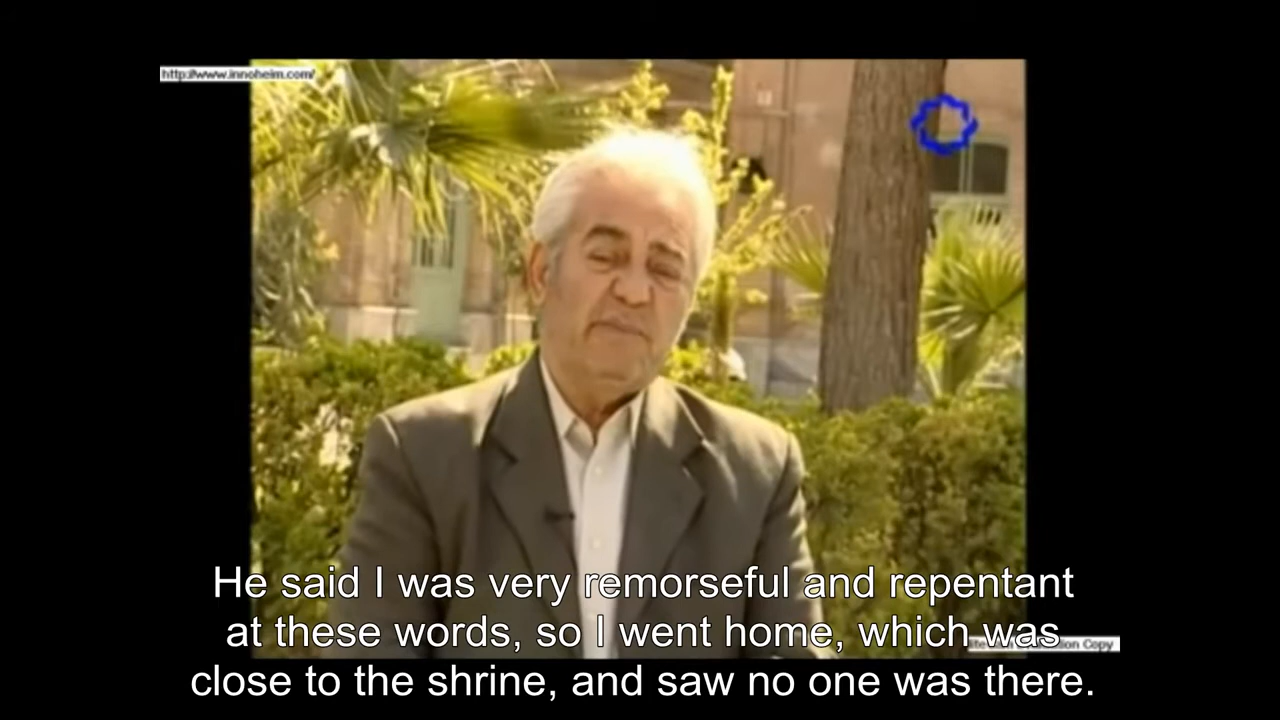 http://www.innoheim.com/
He said I was very remorseful and repentant
at these words, so I went home, which was
close to the shrine, and saw no one was there.
Copy